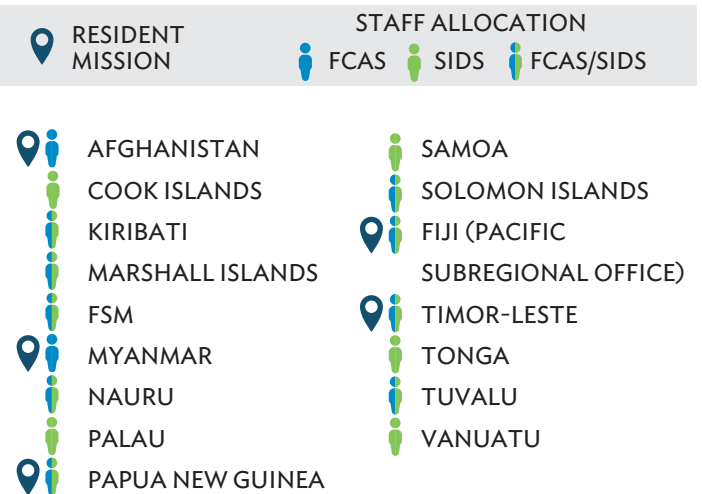 RESIDENT
MISSION
STAFF ALLOCATION
FCAS SIDS FCAS/SIDS
AFGHANISTAN
COOK ISLANDS
KIRIBATI
MARSHALL ISLANDS
FSM
MYANMAR
NAURU
PALAU
PAPUA NEW GUINEA
SAMOA
SOLOMON ISLANDS
FIJI (PACIFIC
SUBREGIONAL OFFICE)
TIMOR-LESTE
TONGA
TUVALU
VANUATU